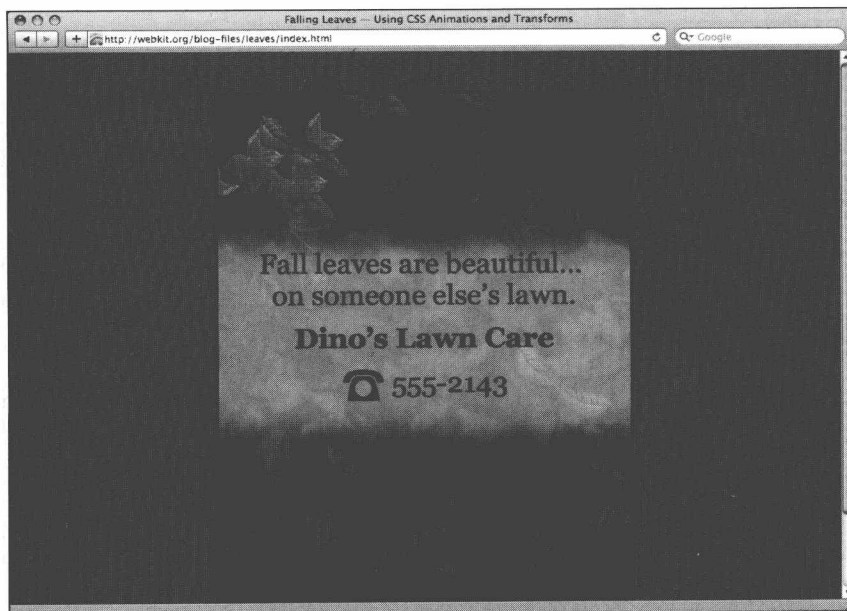 Falling Leaves — Using CSS Animations and Transforms
http://webkit.org/blog-files/leaves/index.html
Google
Fall leaves are beautiful...
on someone else's lawn.
Dino's Lawn Care
555-2143